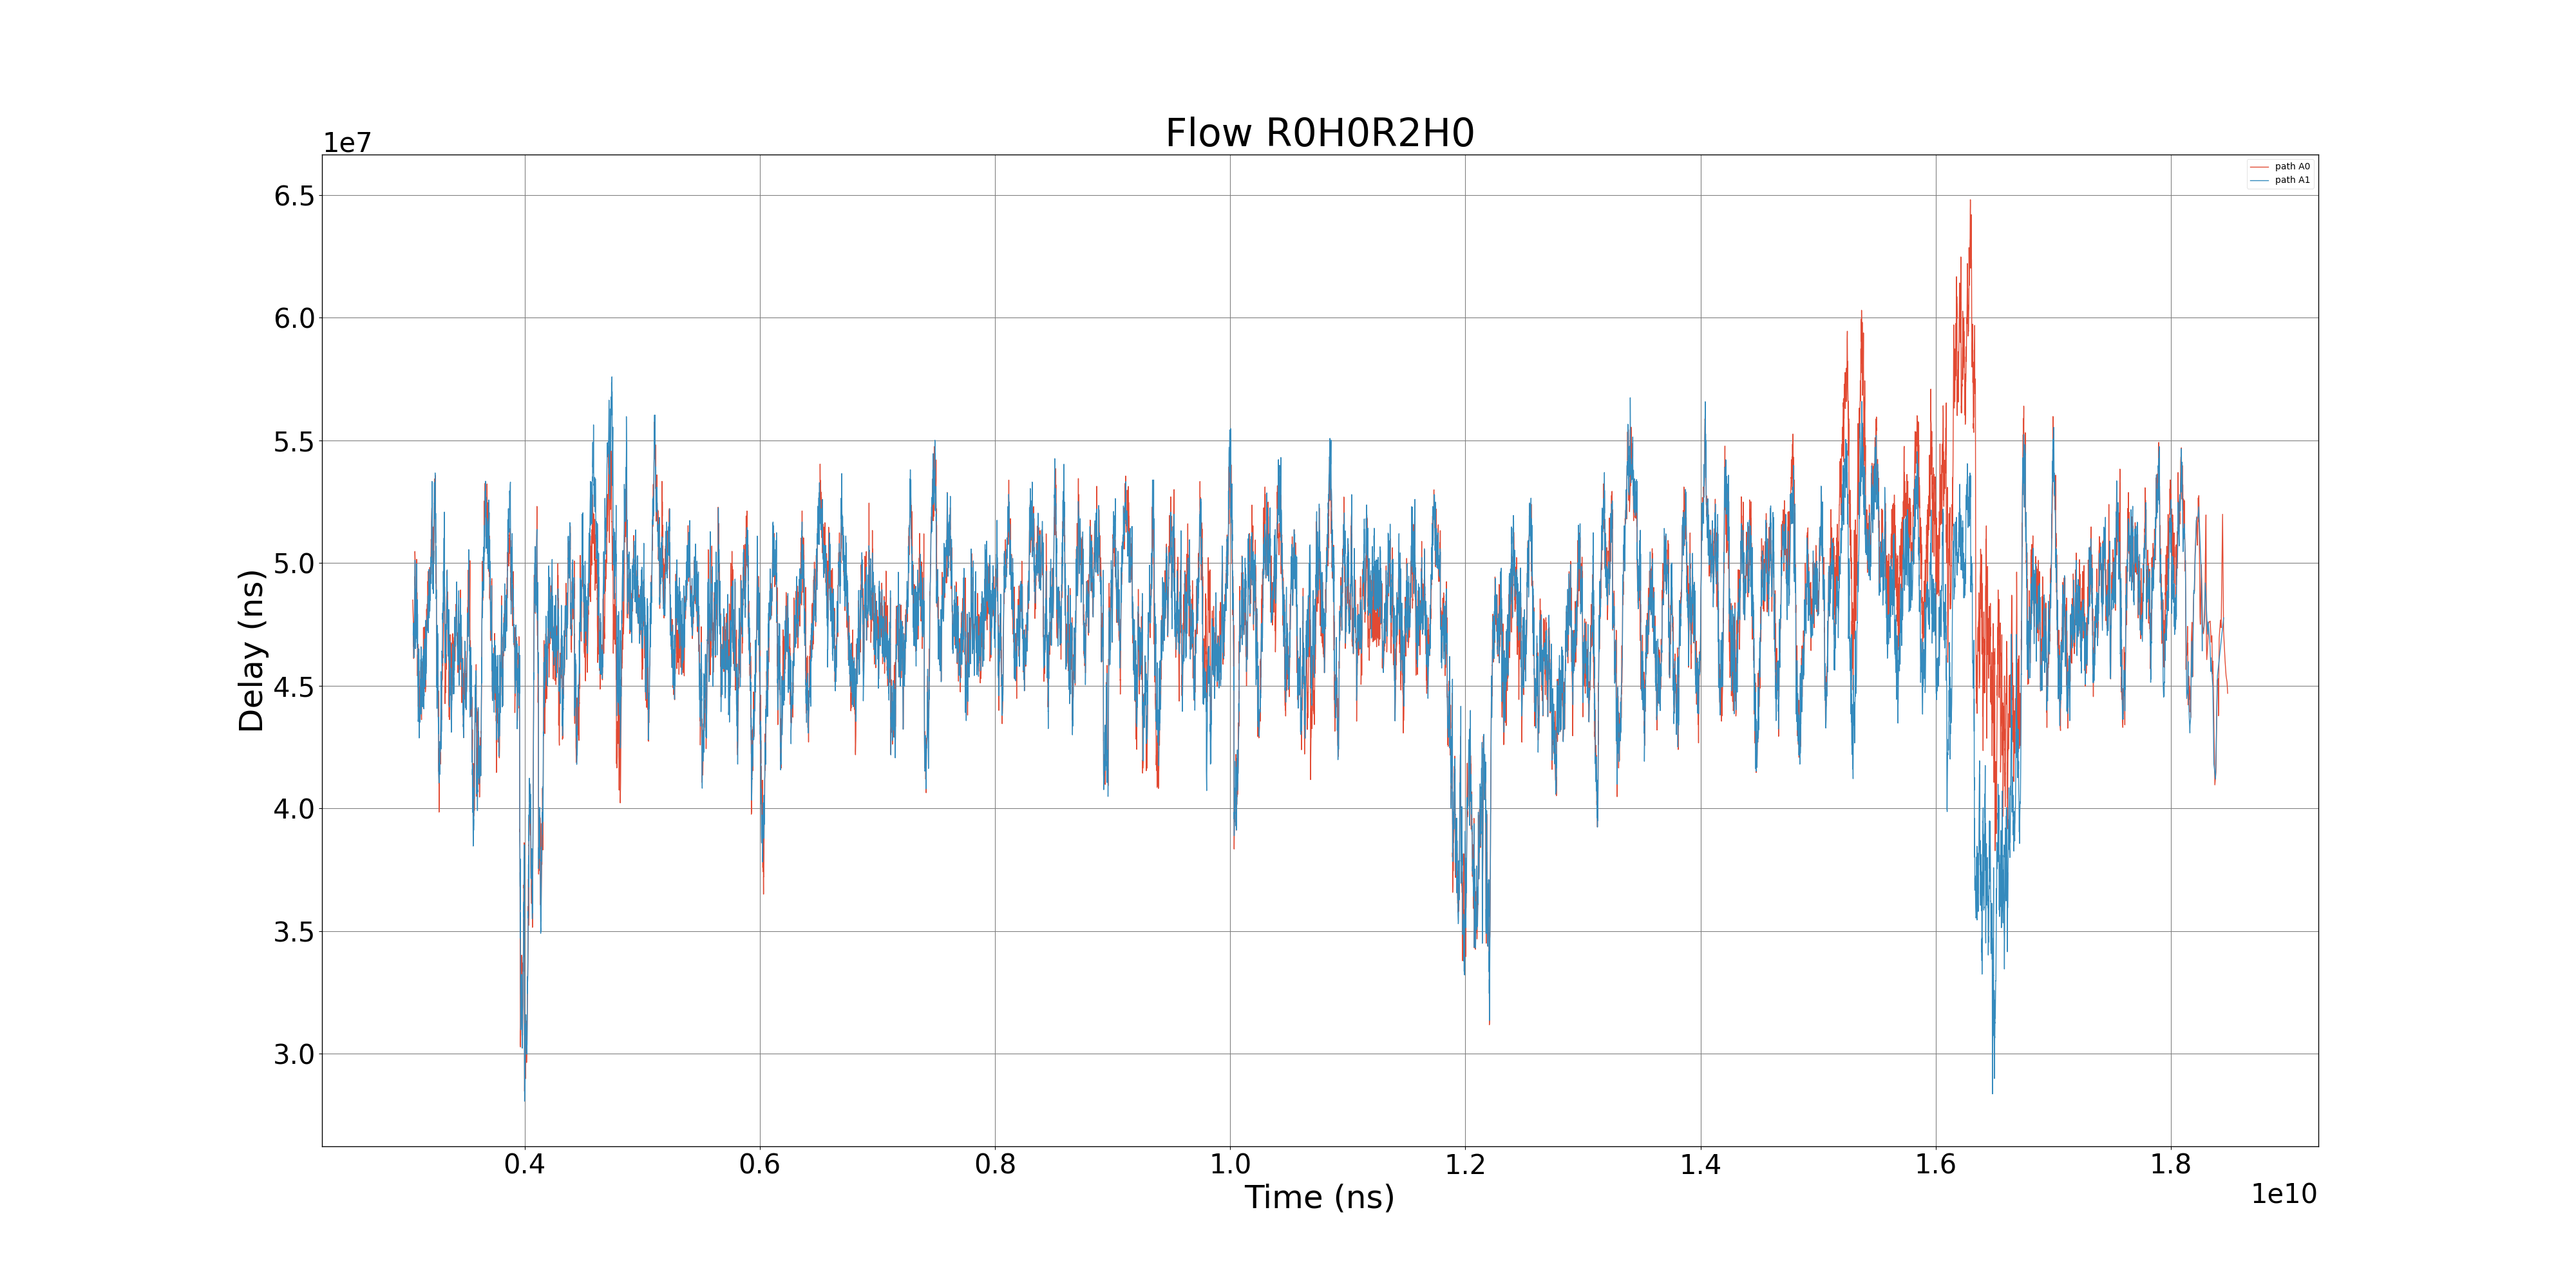 Flow R0H0R2H0
1e7
path A0
path A1
6.5
6.0
5.5
5.0
4.5
4.0
3.5
3.0
Delay (ns)
0.4 0.6 0.8 1.0 1.2 1.4 1.6 1.8
Time (ns)
1e10